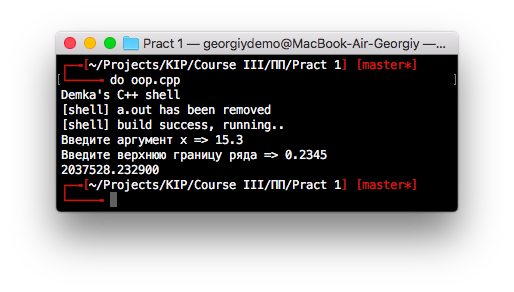 Pract 1 — georgiydemo@MacBook-Air-Georgiy —...
[~/Projects/KIP/Course III/ПП/Pract 1] [master*]
[ do oop.cpp ]
Demka's C++ shell
[shell] a.out has been removed
[shell] build success, running..
Введите аргумент x => 15.3
Введите верхнюю границу ряда => 0.2345
2037528.232900
[~/Projects/KIP/Course III/ПП/Pract 1] [master*]